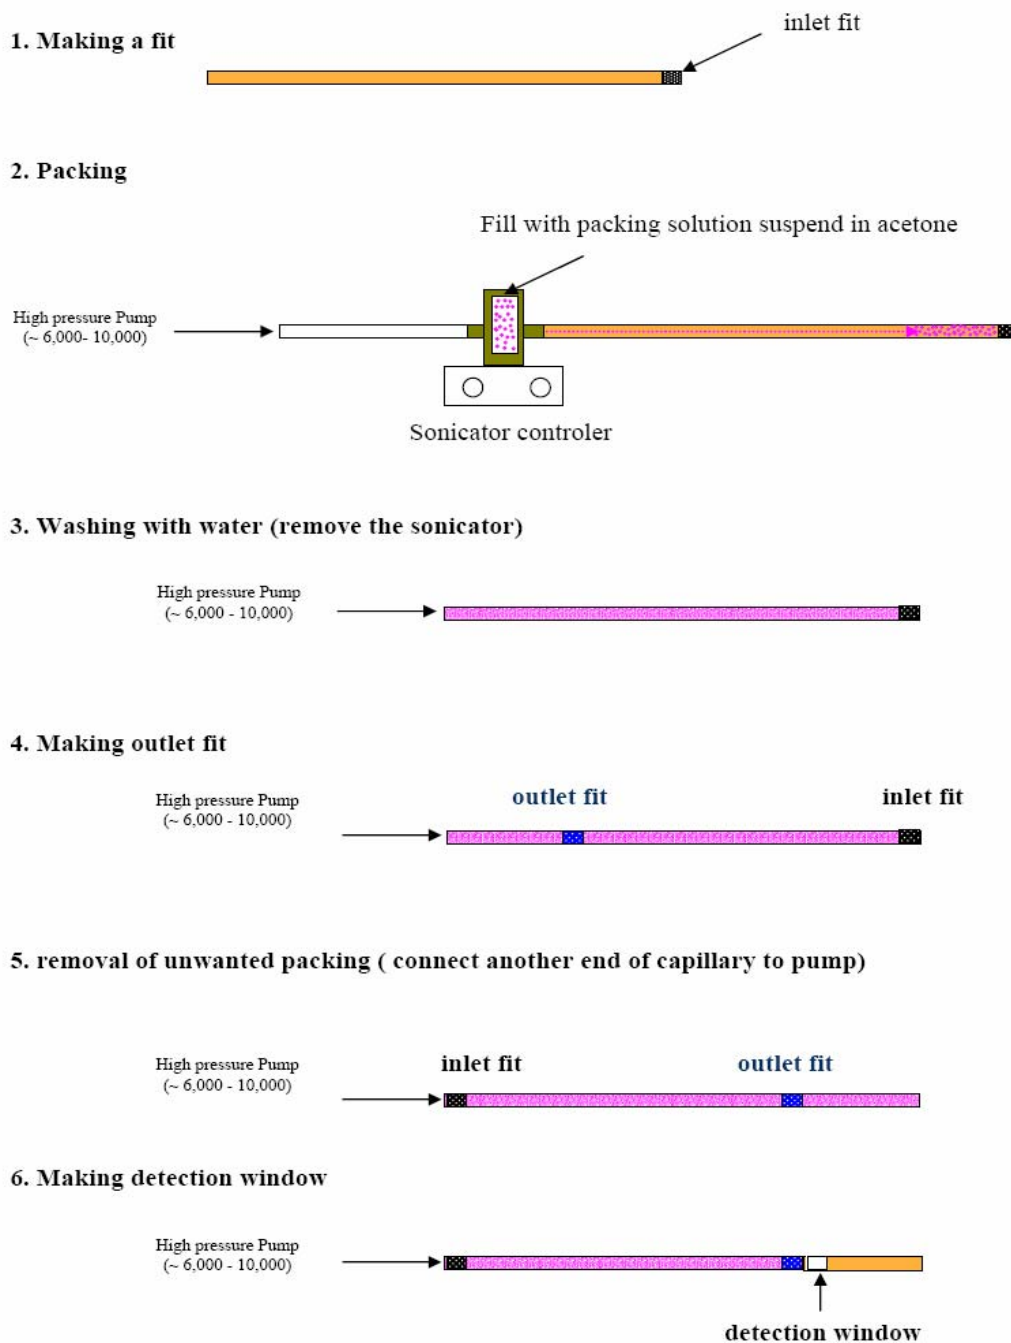 1. Making a fit
inlet fit
2. Packing
Fill with packing solution suspend in acetone
High pressure Pump
(~ 6,000- 10,000)
Sonicator controler
3. Washing with water (remove the sonicator)
High pressure Pump
(~ 6,000 - 10,000)
4. Making outlet fit
High pressure Pump
(~ 6,000 - 10,000)
outlet fit
inlet fit
5. removal of unwanted packing ( connect another end of capillary to pump)
High pressure Pump
(~ 6,000 - 10,000)
inlet fit
outlet fit
6. Making detection window
High pressure Pump
(~ 6,000 - 10,000)
detection window